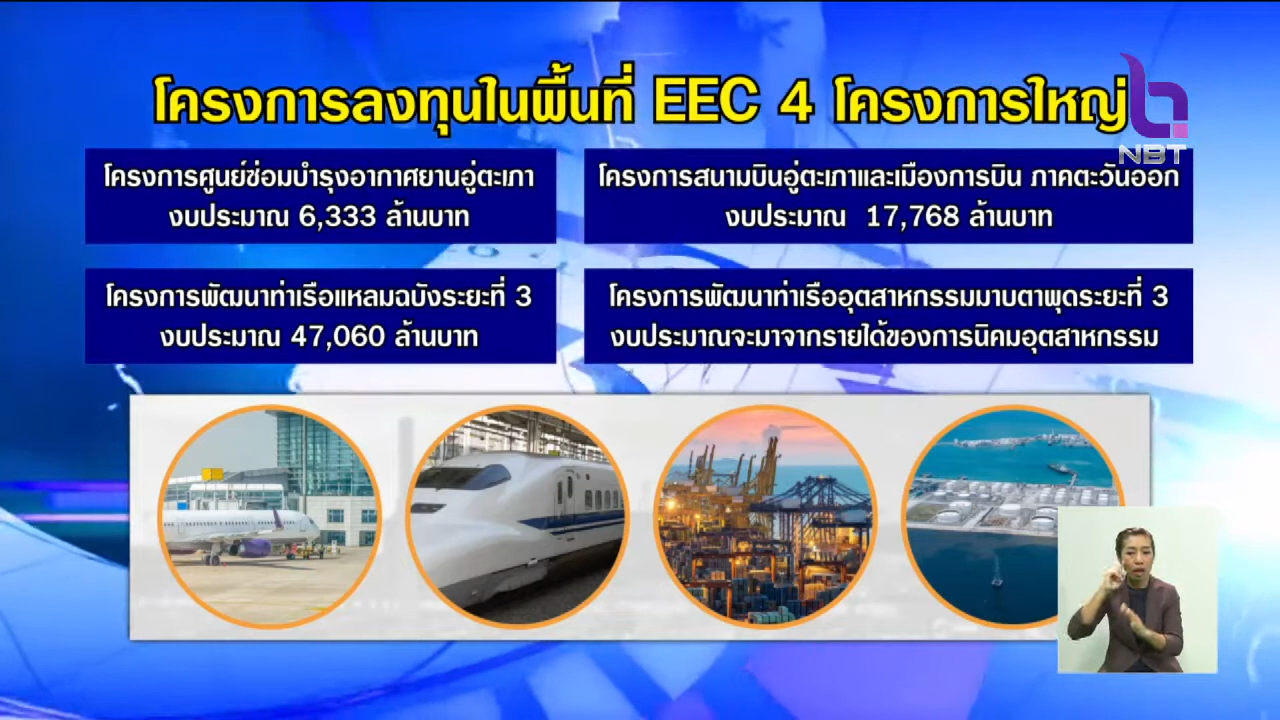 โครงการลงทุนในพื้นที่ EEC 4 โครงการใหญ่
NBT
โครงการศูนย์ซ่อมบำรุงอากาศยานอู่ตะเภา
งบประมาณ 6,333 ล้านบาท
โครงการสนามบินอู่ตะเภาและเมืองการบิน ภาคตะวันออก
งบประมาณ 17,768 ล้านบาท
โครงการพัฒนาท่าเรือแหลมฉบังระยะที่ 3
งบประมาณ 47,060 ล้านบาท
โครงการพัฒนาท่าเรืออุตสาหกรรมมาบตาพุดระยะที่ 3
งบประมาณจะมาจากรายได้ของการนิคมอุตสาหกรรม